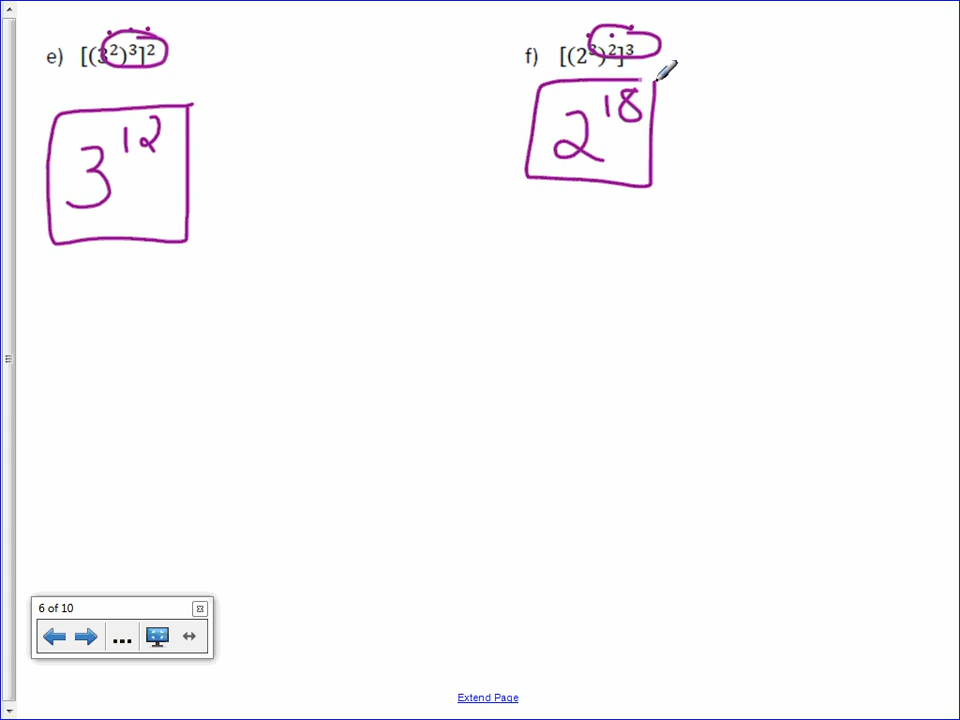 e) [(3²)³]²
f) [(2³)²]³
3¹²
2¹⁸
6 of 10
...
Extend Page